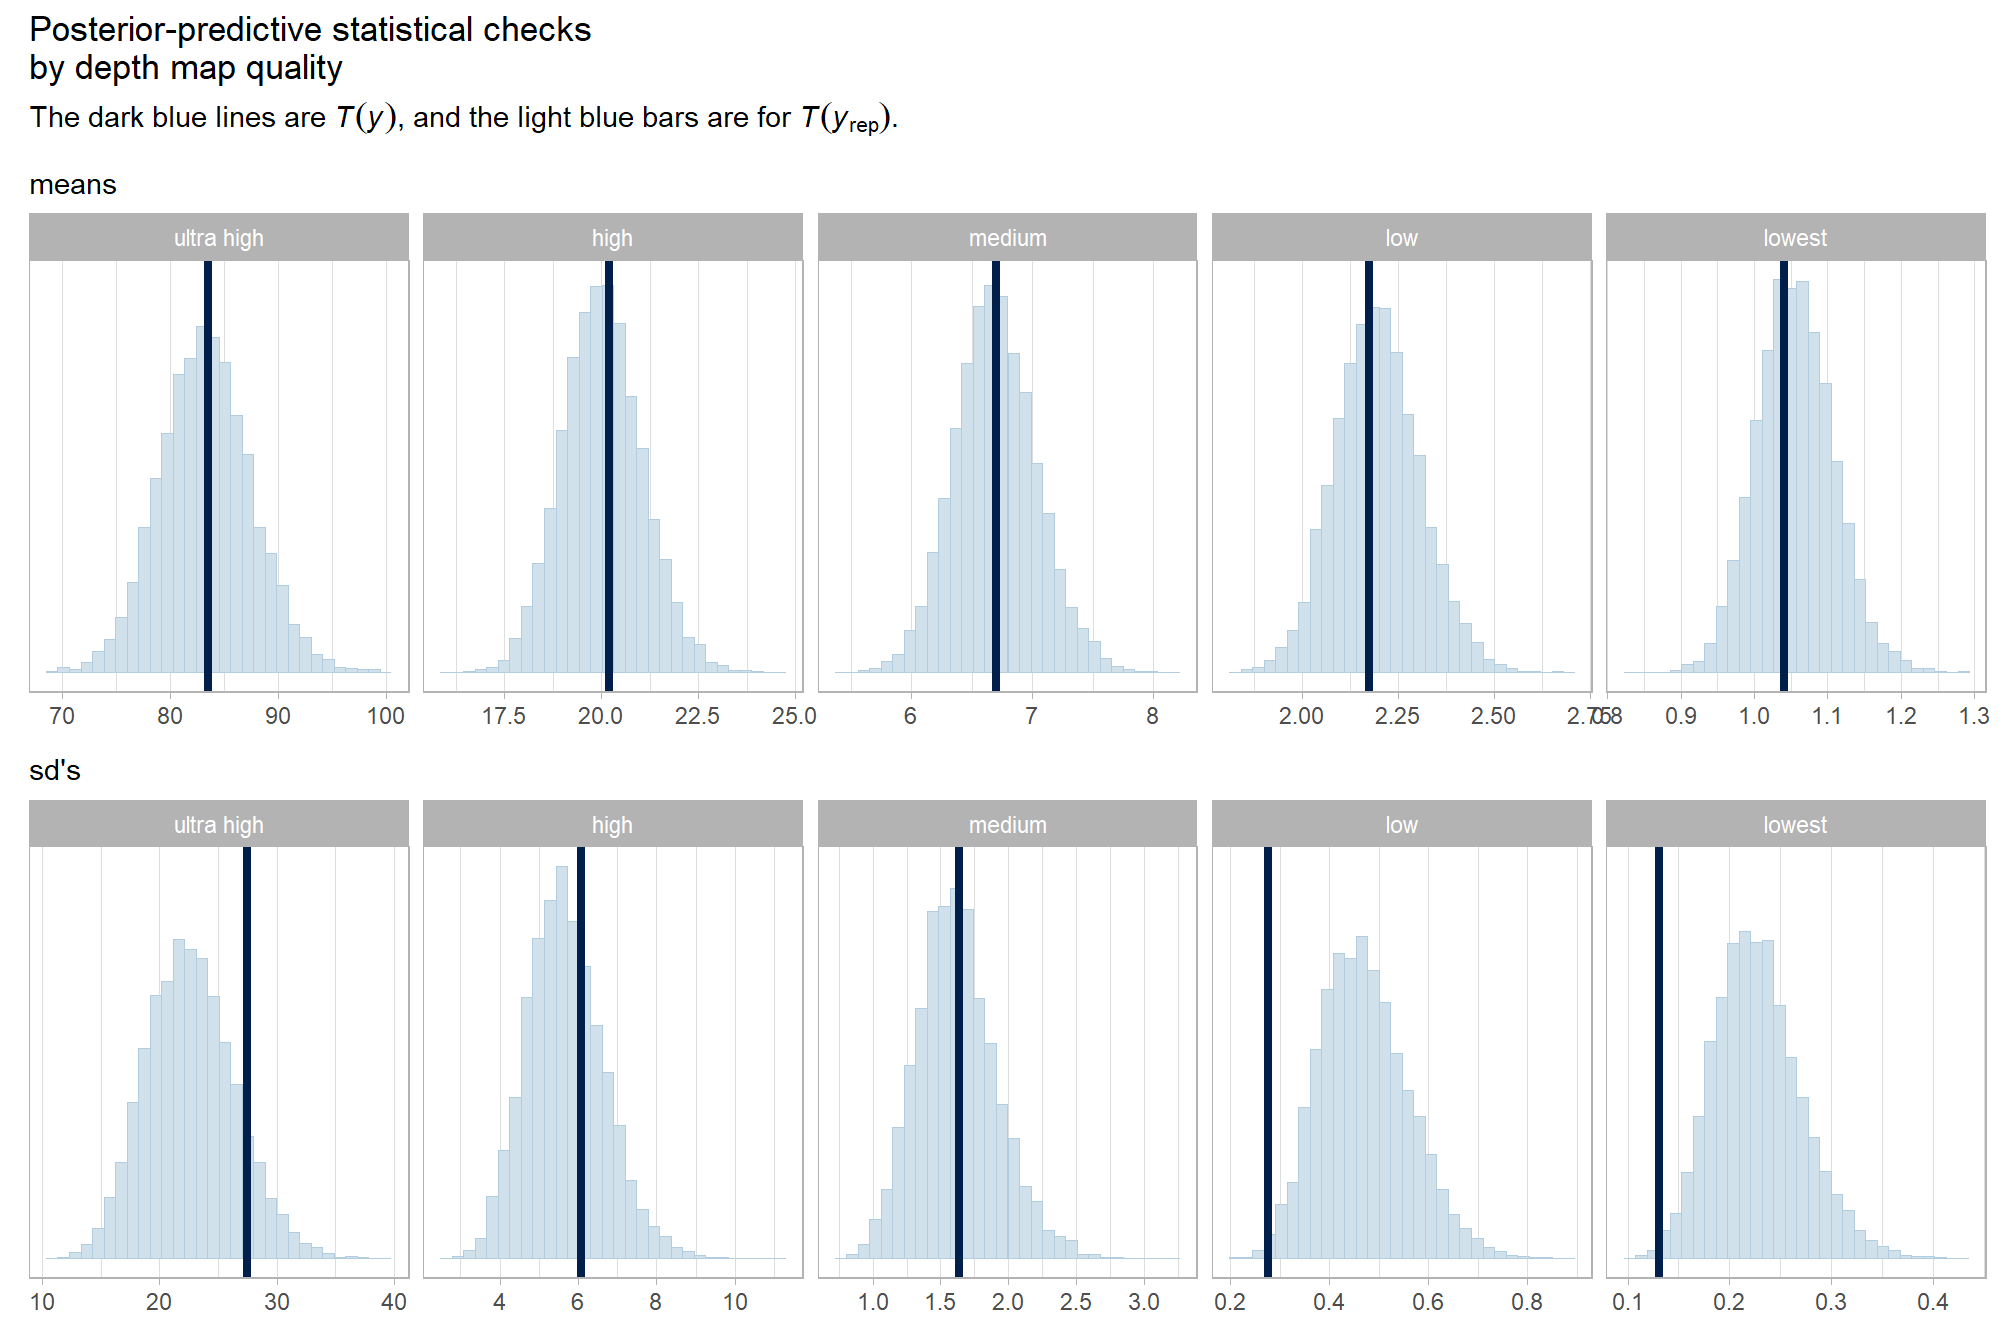 Posterior-predictive statistical checks
by depth map quality
The dark blue lines are T(y), and the light blue bars are for T(y_rep).
means
ultra high high medium low lowest
70 80 90 100 17.5 20.0 22.5 25.0 6 7 8 2.00 2.25 2.50 2.75 0.8 0.9 1.0 1.1 1.2 1.3
sd's
ultra high high medium low lowest
10 20 30 40 4 6 8 10 1.0 1.5 2.0 2.5 3.0 0.2 0.4 0.6 0.8 0.1 0.2 0.3 0.4